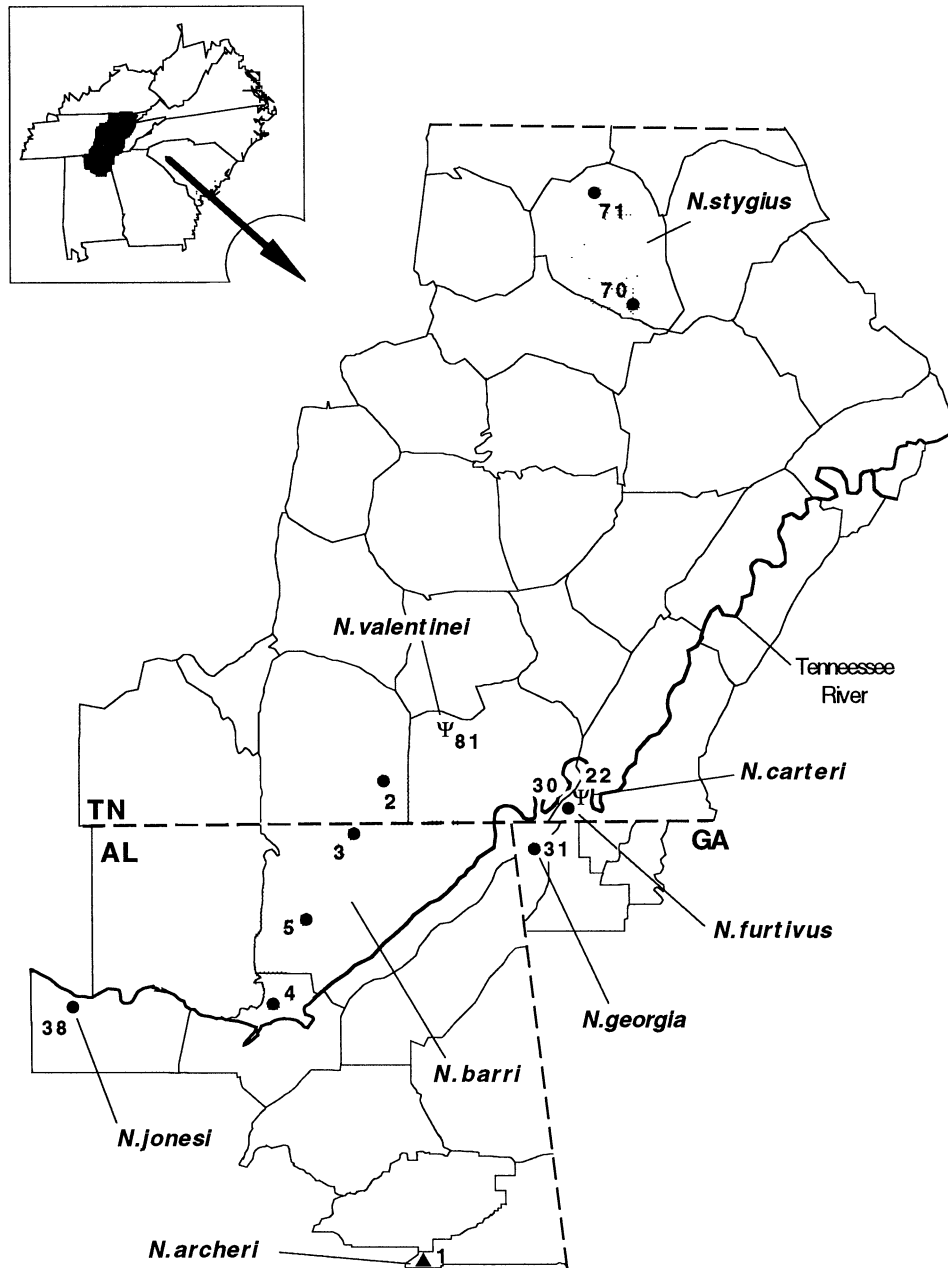 N.stygius
71
70
N.valentinei
Tenneessee
River
Ψ81
2
30
22
Ψ
N.carteri
TN
AL
3
31
GA
5
N.furtivus
4
38
N.georgia
N.barri
N.jonesi
N.archeri
1